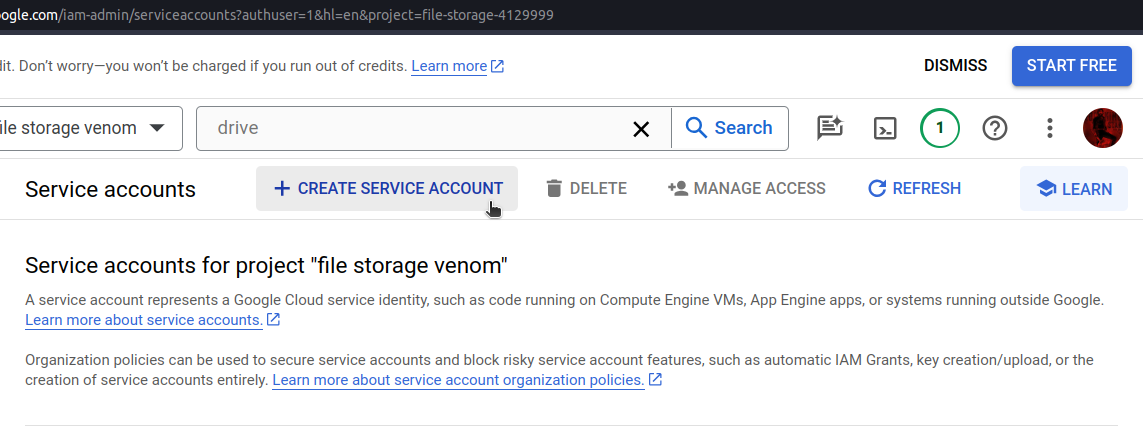 ogle.com/iam-admin/serviceaccounts?authuser=1&hl=en&project=file-storage-4129999
dit. Don’t worry—you won’t be charged if you run out of credits. Learn more
DISMISS
START FREE
ile storage venom
drive
Search
1
Service accounts
CREATE SERVICE ACCOUNT
DELETE
MANAGE ACCESS
REFRESH
LEARN
Service accounts for project "file storage venom"
A service account represents a Google Cloud service identity, such as code running on Compute Engine VMs, App Engine apps, or systems running outside Google.
Learn more about service accounts.
Organization policies can be used to secure service accounts and block risky service account features, such as automatic IAM Grants, key creation/upload, or the
creation of service accounts entirely. Learn more about service account organization policies.